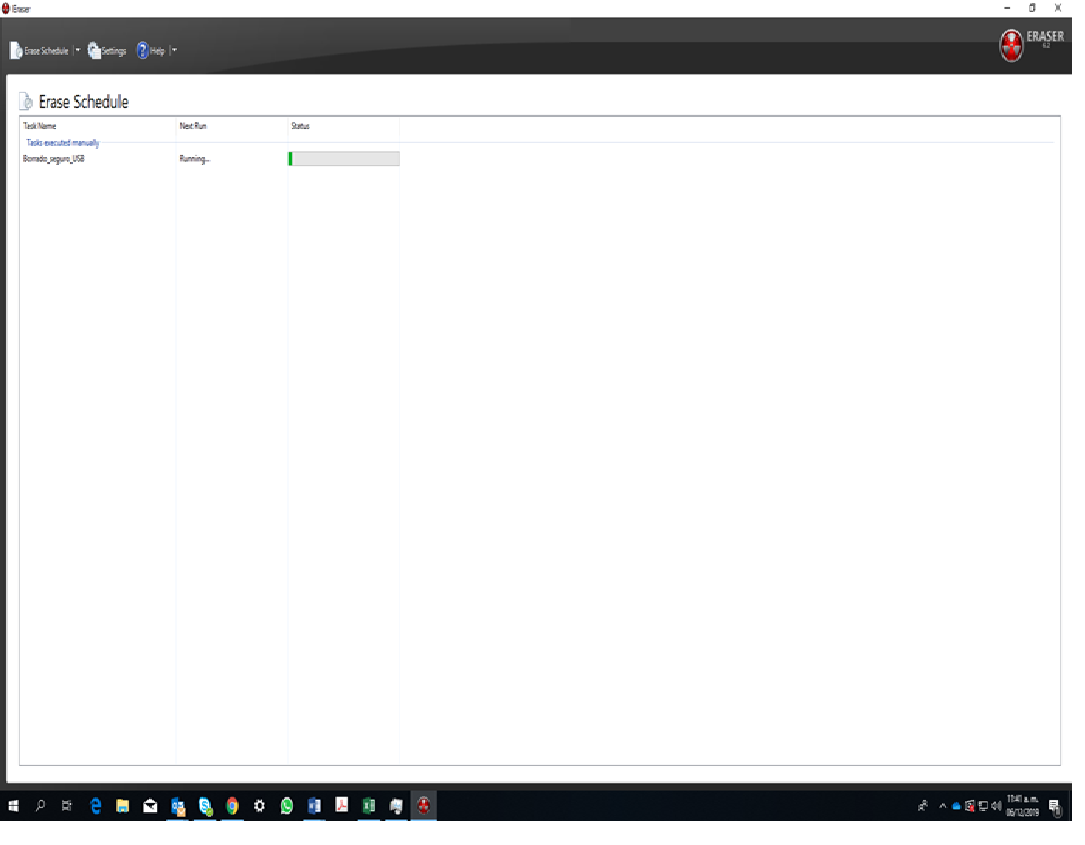 Eraser
Erase Schedule
Settings
Help
ERASER
6.2
Erase Schedule
Task Name
Next Run
Status
Tasks executed manually
Borrado_seguro_USB
Running...
11:41 a.m.
06/12/2019